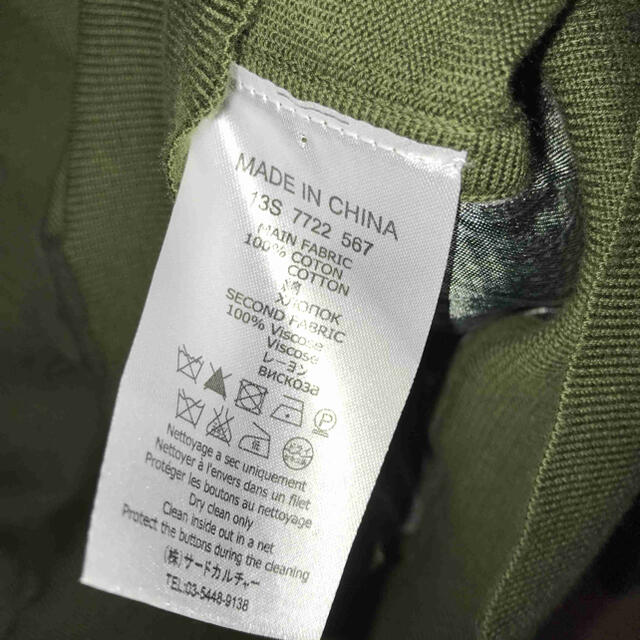 MADE IN CHINA
13S 7722 567
MAIN FABRIC
100% COTON
COTTON
綿
ХЛОПОК
SECOND FABRIC
100% Viscose
Viscose
レーヨン
вискоза
P
Nettoyage a sec uniquement
Nettoyer à l'envers dans un filet
Protéger les boutons au nettoyage
Dry clean only
Clean inside out in a net
Protect the buttons during the cleaning
(株)サードカルチャー
TEL:03-5448-9138